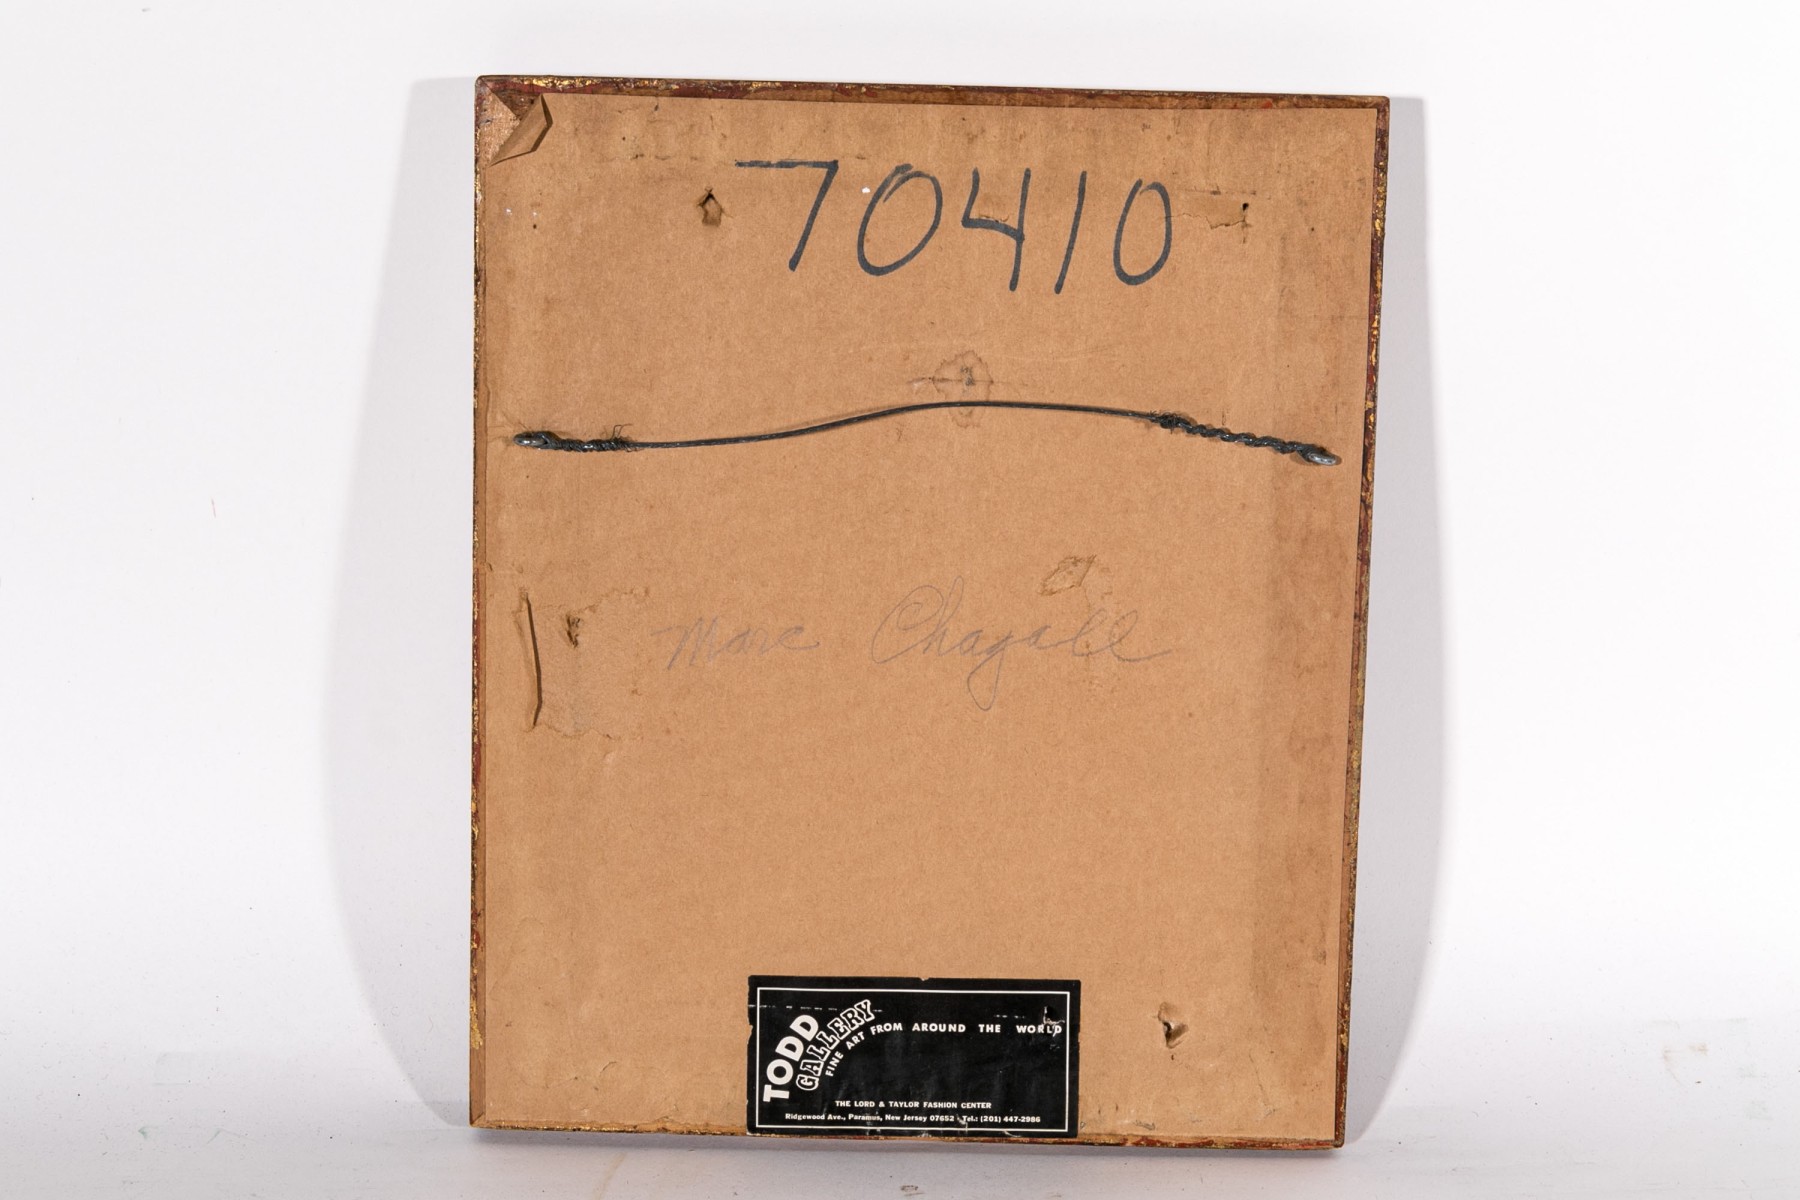 70410
Marc Chagall
TODD
GALLERY
FINE ART FROM AROUND THE WORLD
THE LORD & TAYLOR FASHION CENTER
Ridgewood Ave., Paramus, New Jersey 07652 Tel.: (201) 447-2986